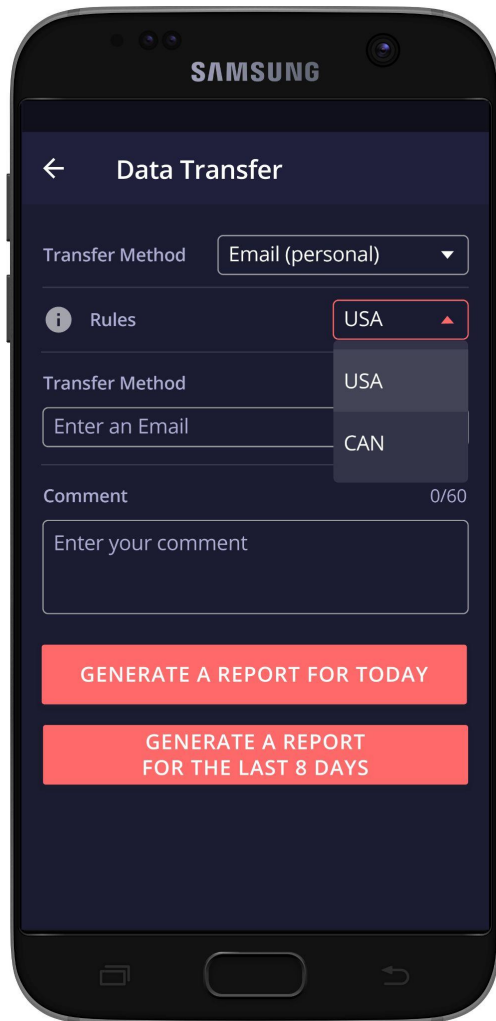 SAMSUNG
Data Transfer
Transfer Method
Email (personal)
Rules
USA
USA
CAN
Transfer Method
Enter an Email
Comment
0/60
Enter your comment
GENERATE A REPORT FOR TODAY
GENERATE A REPORT
FOR THE LAST 8 DAYS